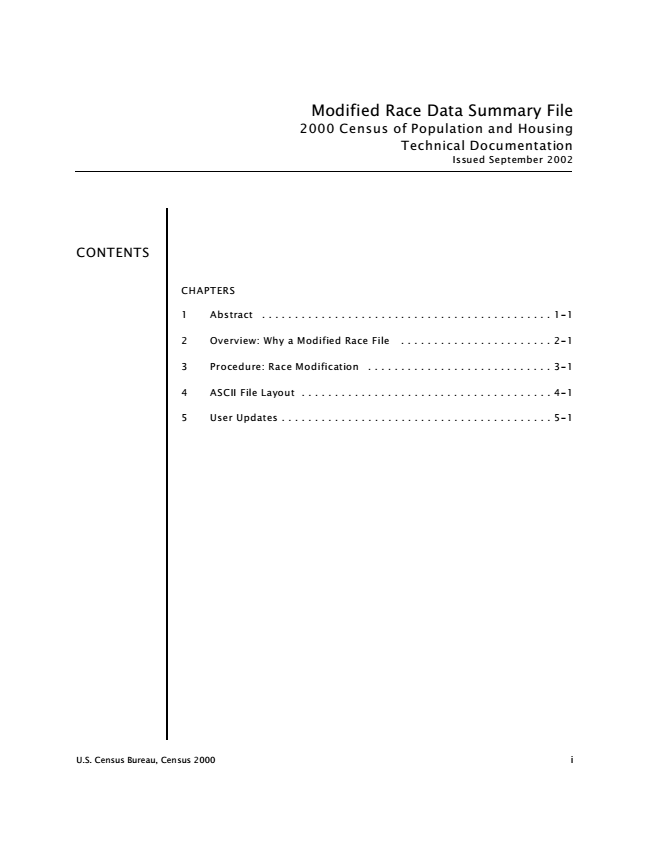 Modified Race Data Summary File
2000 Census of Population and Housing
Technical Documentation
Issued September 2002
CONTENTS
CHAPTERS
1 Abstract . . . . . . . . . . . . . . . . . . . . . . . . . . . . . . . . . . . . . . . . . . . . 1-1
2 Overview: Why a Modified Race File . . . . . . . . . . . . . . . . . . . . . . . 2-1
3 Procedure: Race Modification . . . . . . . . . . . . . . . . . . . . . . . . . . . . 3-1
4 ASCII File Layout . . . . . . . . . . . . . . . . . . . . . . . . . . . . . . . . . . . . . . 4-1
5 User Updates . . . . . . . . . . . . . . . . . . . . . . . . . . . . . . . . . . . . . . . . . 5-1
U.S. Census Bureau, Census 2000 i